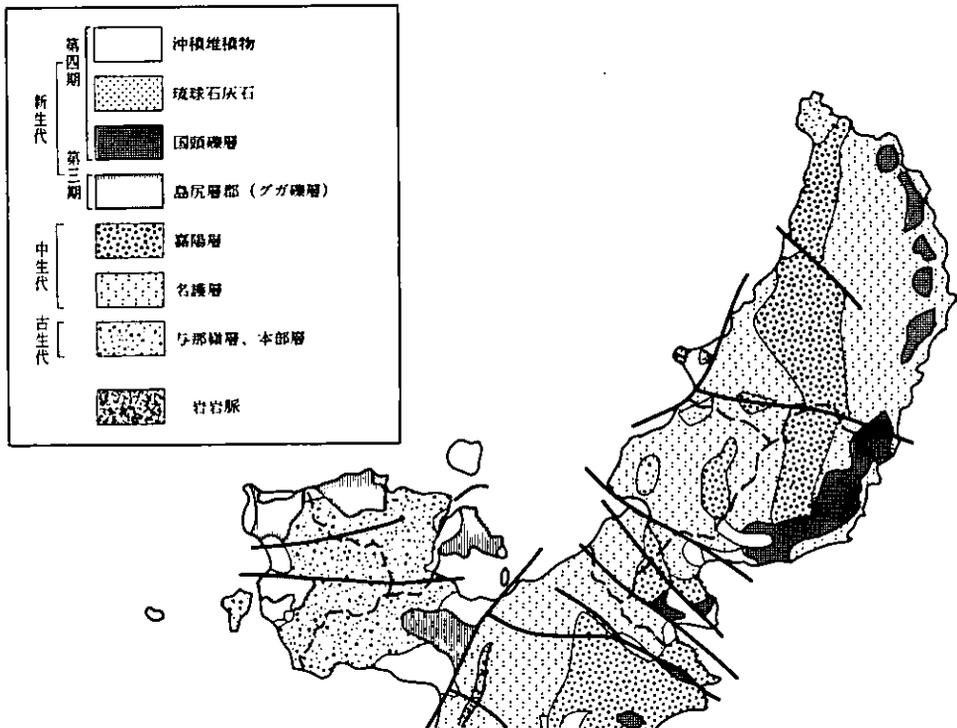 第四期
新生代
第三期
中生代
古生代
沖積堆積物
琉球石灰石
国頭礫層
島尻層郡（グガ礫層）
嘉陽層
名護層
与那嶺層、本部層
岩岩脈